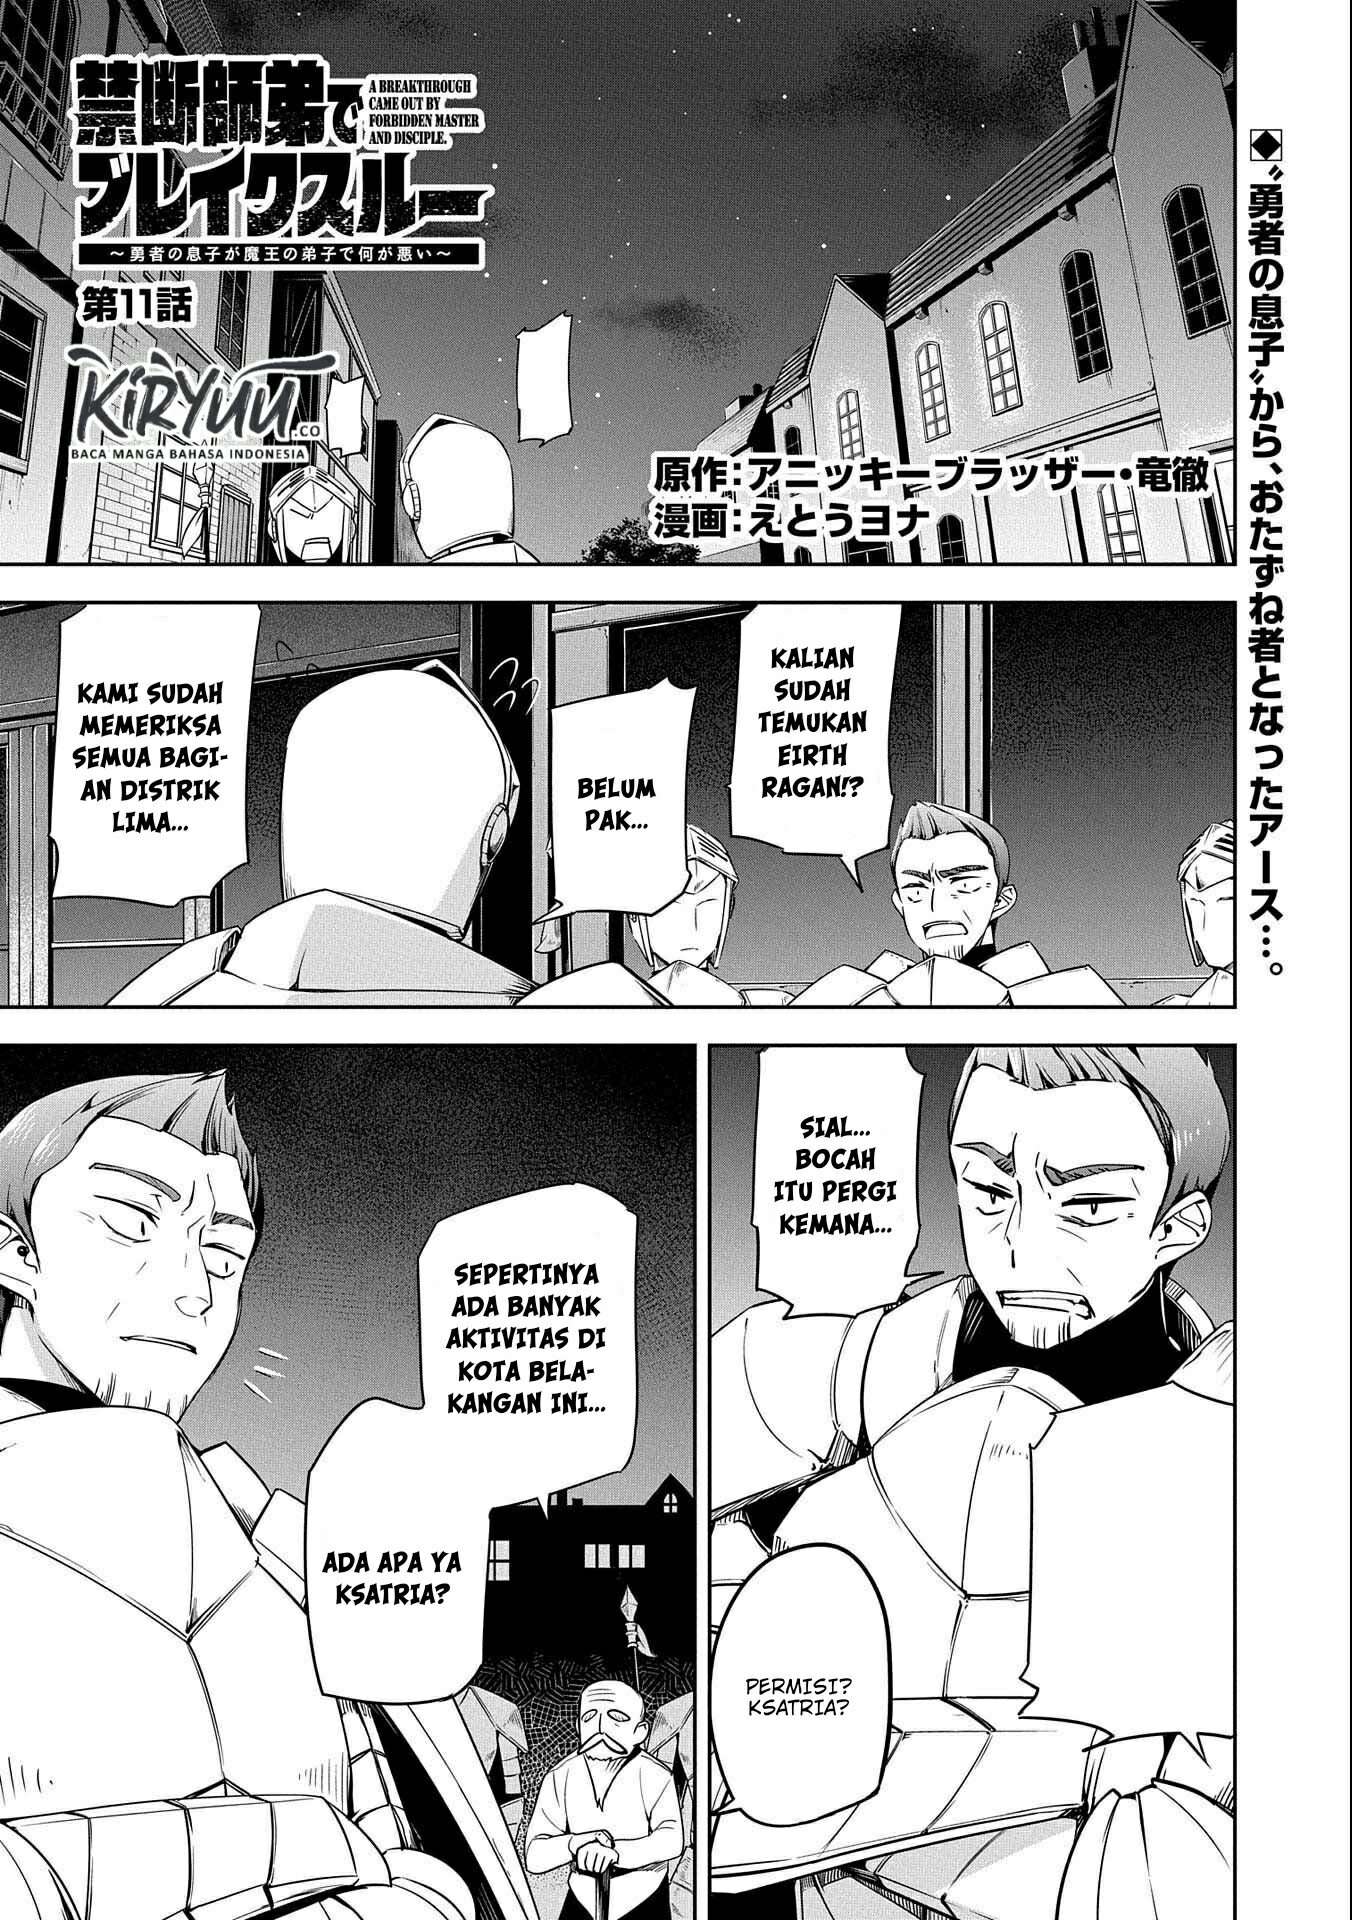 禁断師弟で
ブレイクスルー
A BREAKTHROUGH
CAME OUT BY
FORBIDDEN MASTER
AND DISCIPLE.
～勇者の息子が魔王の弟子で何が悪い～
第11話
KIRYUU.CO
BACA MANGA BAHASA INDONESIA
原作：アニッキーブラッザー・竜徹
漫画：えとうヨナ
◆〝勇者の息子〟から、おたずね者となったアース…。
KALIAN
SUDAH
TEMUKAN
EIRTH
RAGAN!?
BELUM
PAK...
KAMI SUDAH
MEMERIKSA
SEMUA BAGI-
AN DISTRIK
LIMA...
SIAL...
BOCAH
ITU PERGI
KEMANA...
PERMISI?
KSATRIA?
SEPERTINYA
ADA BANYAK
AKTIVITAS DI
KOTA BELA-
KANGAN INI...
ADA APA YA
KSATRIA?